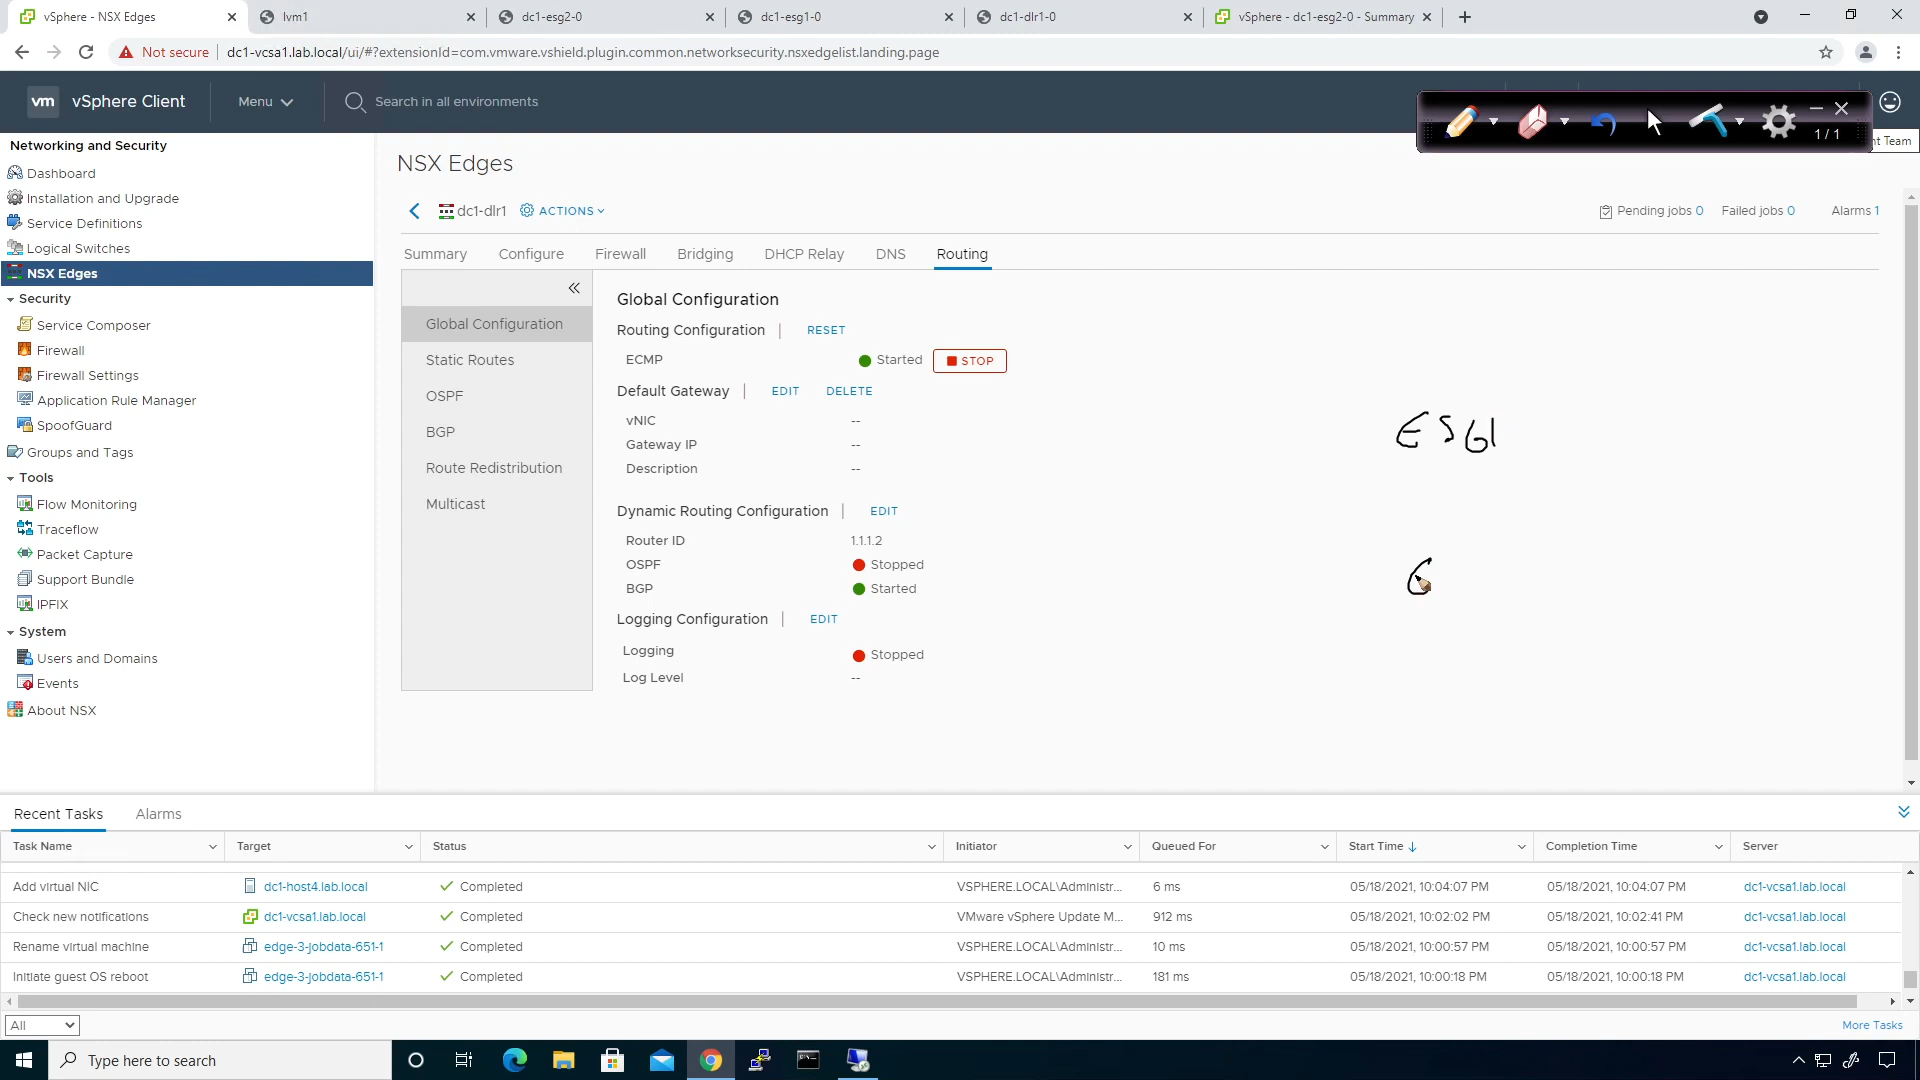 vSphere - NSX Edges
lvm1
dc1-esg2-0
dc1-esg1-0
dc1-dlr1-0
vSphere - dc1-esg2-0 - Summary
Not secure
dc1-vcsa1.lab.local/ui/#?extensionId=com.vmware.vshield.plugin.common.networksecurity.nsxedgelist.landing.page
vm
vSphere Client
Menu
Search in all environments
1 / 1
nt Team
Networking and Security
Dashboard
Installation and Upgrade
Service Definitions
Logical Switches
NSX Edges
Security
Service Composer
Firewall
Firewall Settings
Application Rule Manager
SpoofGuard
Groups and Tags
Tools
Flow Monitoring
Traceflow
Packet Capture
Support Bundle
IPFIX
System
Users and Domains
Events
About NSX
NSX Edges
dc1-dlr1
ACTIONS
Pending jobs 0 Failed jobs 0 Alarms 1
Summary Configure Firewall Bridging DHCP Relay DNS Routing
Global Configuration
Static Routes
OSPF
BGP
Route Redistribution
Multicast
Global Configuration
Routing Configuration | RESET
ECMP Started STOP
Default Gateway | EDIT DELETE
vNIC --
Gateway IP --
Description --
Dynamic Routing Configuration | EDIT
Router ID 1.1.1.2
OSPF Stopped
BGP Started
Logging Configuration | EDIT
Logging Stopped
Log Level --
ESG1
Recent Tasks Alarms
Task Name Target Status Initiator Queued For Start Time Completion Time Server
Add virtual NIC dc1-host4.lab.local Completed VSPHERE.LOCAL\Administr... 6 ms 05/18/2021, 10:04:07 PM 05/18/2021, 10:04:07 PM dc1-vcsa1.lab.local
Check new notifications dc1-vcsa1.lab.local Completed VMware vSphere Update M... 912 ms 05/18/2021, 10:02:02 PM 05/18/2021, 10:02:41 PM dc1-vcsa1.lab.local
Rename virtual machine edge-3-jobdata-651-1 Completed VSPHERE.LOCAL\Administr... 10 ms 05/18/2021, 10:00:57 PM 05/18/2021, 10:00:57 PM dc1-vcsa1.lab.local
Initiate guest OS reboot edge-3-jobdata-651-1 Completed VSPHERE.LOCAL\Administr... 181 ms 05/18/2021, 10:00:18 PM 05/18/2021, 10:00:18 PM dc1-vcsa1.lab.local
All
More Tasks
Type here to search